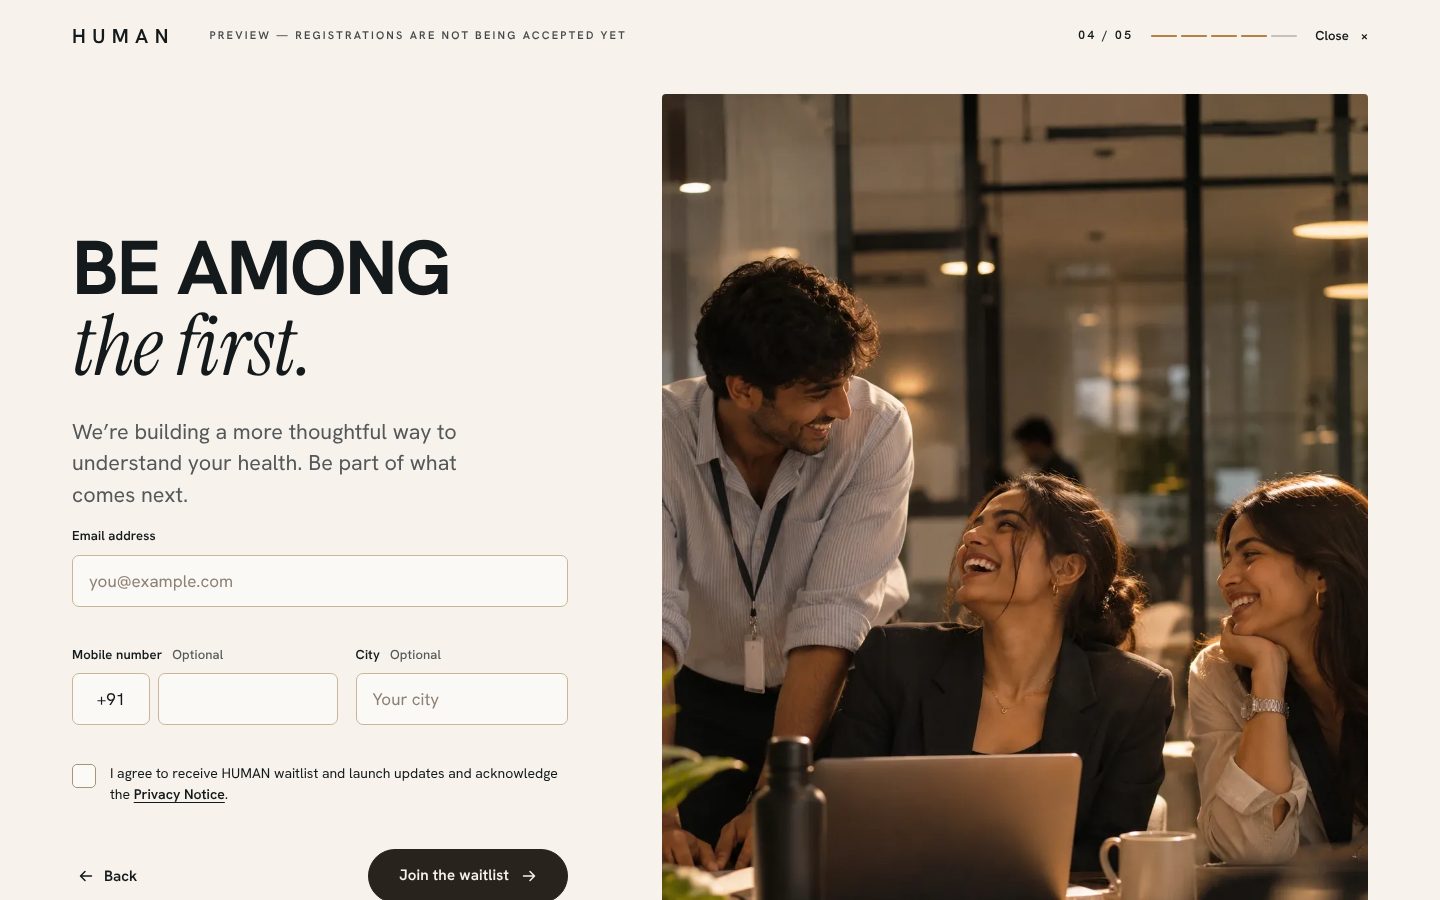 HUMAN
PREVIEW — REGISTRATIONS ARE NOT BEING ACCEPTED YET
04 / 05
Close ×
BE AMONG
the first.
We’re building a more thoughtful way to
understand your health. Be part of what
comes next.
Email address
you@example.com
Mobile number Optional
City Optional
+91
Your city
I agree to receive HUMAN waitlist and launch updates and acknowledge
the Privacy Notice.
← Back
Join the waitlist →